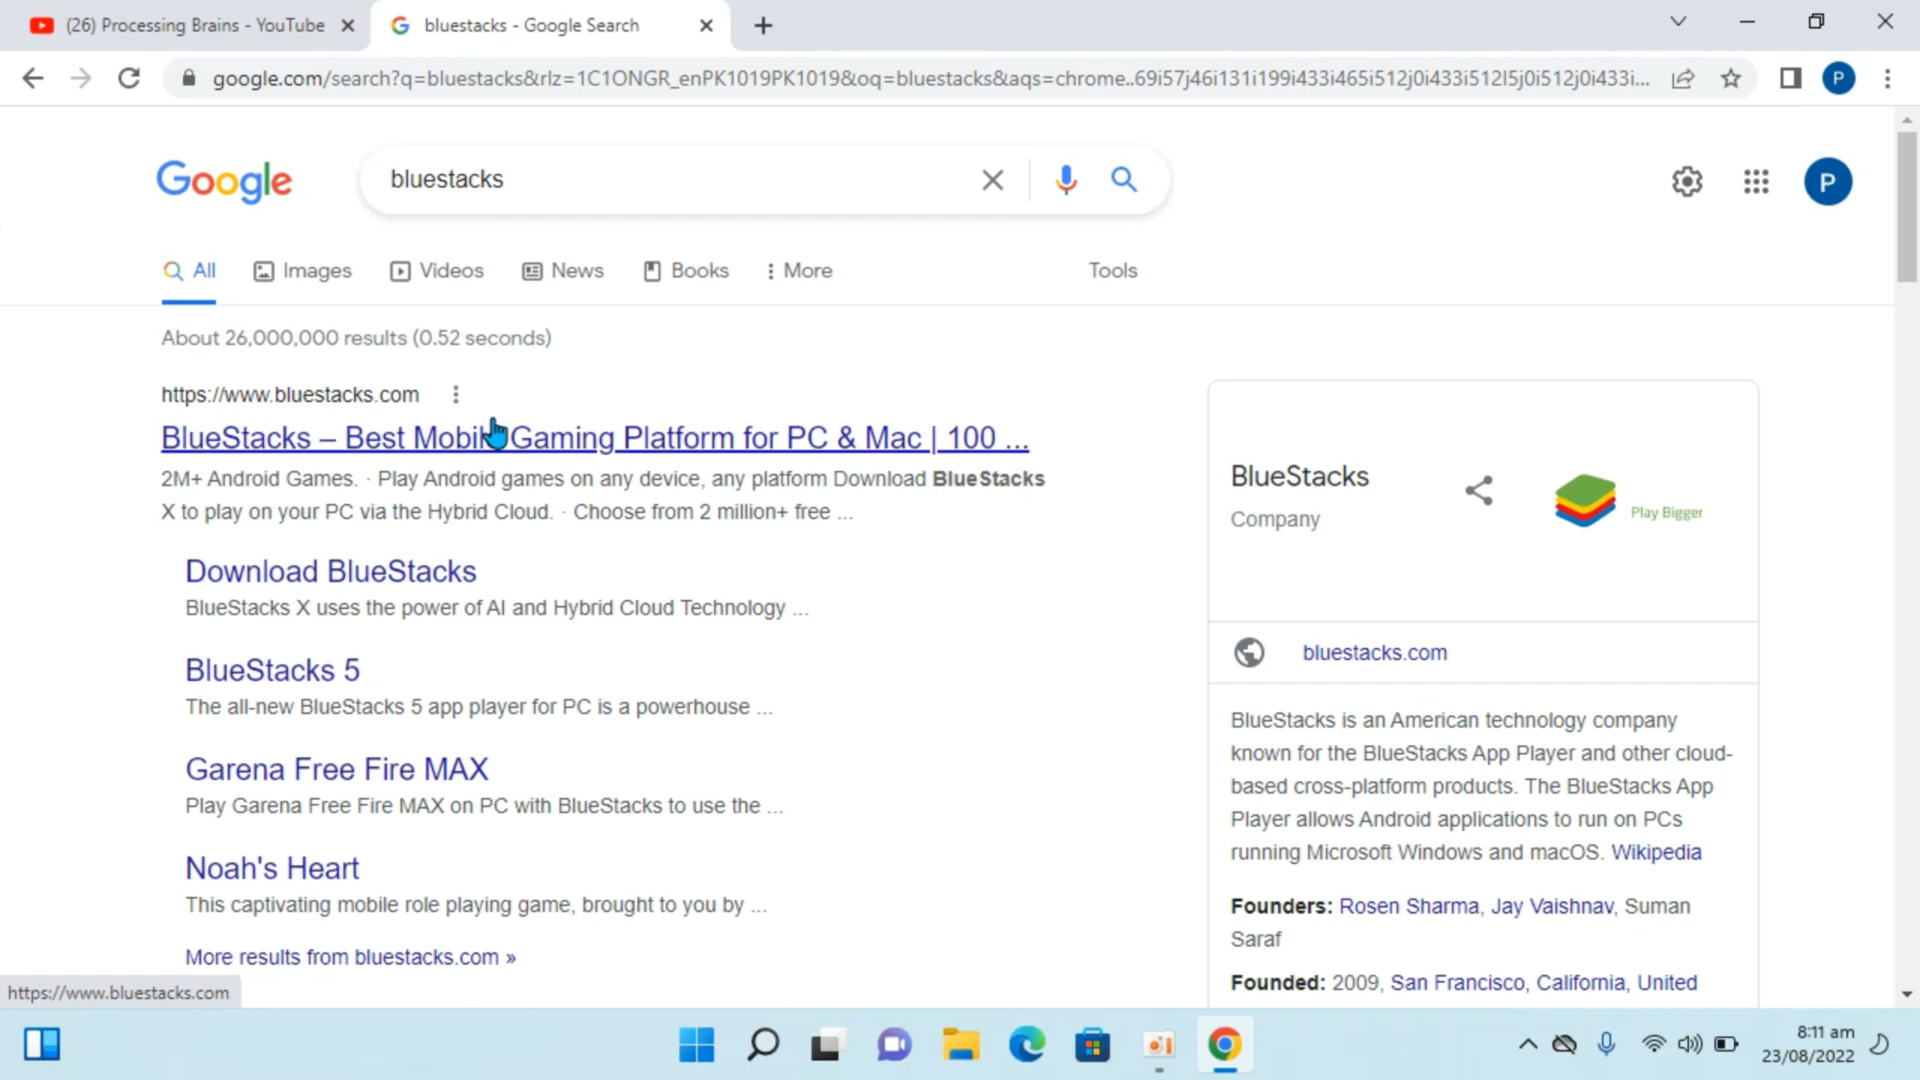 (26) Processing Brains - YouTube
bluestacks - Google Search
google.com/search?q=bluestacks&rlz=1C1ONGR_enPK1019PK1019&oq=bluestacks&aqs=chrome..69i57j46i131i199i433i465i512j0i433i512l5j0i512j0i433i...
P
Google
bluestacks
P
All
Images
Videos
News
Books
More
Tools
About 26,000,000 results (0.52 seconds)
https://www.bluestacks.com
BlueStacks – Best Mobile Gaming Platform for PC & Mac | 100 ...
2M+ Android Games. · Play Android games on any device, any platform Download BlueStacks
X to play on your PC via the Hybrid Cloud. · Choose from 2 million+ free ...
Download BlueStacks
BlueStacks X uses the power of AI and Hybrid Cloud Technology ...
BlueStacks 5
The all-new BlueStacks 5 app player for PC is a powerhouse ...
Garena Free Fire MAX
Play Garena Free Fire MAX on PC with BlueStacks to use the ...
Noah's Heart
This captivating mobile role playing game, brought to you by ...
More results from bluestacks.com »
BlueStacks
Company
Play Bigger
bluestacks.com
BlueStacks is an American technology company
known for the BlueStacks App Player and other cloud-
based cross-platform products. The BlueStacks App
Player allows Android applications to run on PCs
running Microsoft Windows and macOS. Wikipedia
Founders: Rosen Sharma, Jay Vaishnav, Suman
Saraf
Founded: 2009, San Francisco, California, United
https://www.bluestacks.com
8:11 am
23/08/2022